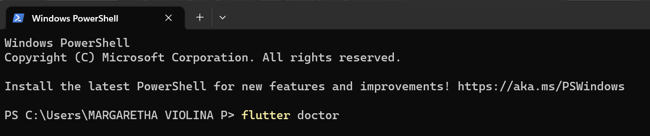 Windows PowerShell
Windows PowerShell
Copyright (C) Microsoft Corporation. All rights reserved.
Install the latest PowerShell for new features and improvements! https://aka.ms/PSWindows
PS C:\Users\MARGARETHA VIOLINA P> flutter doctor